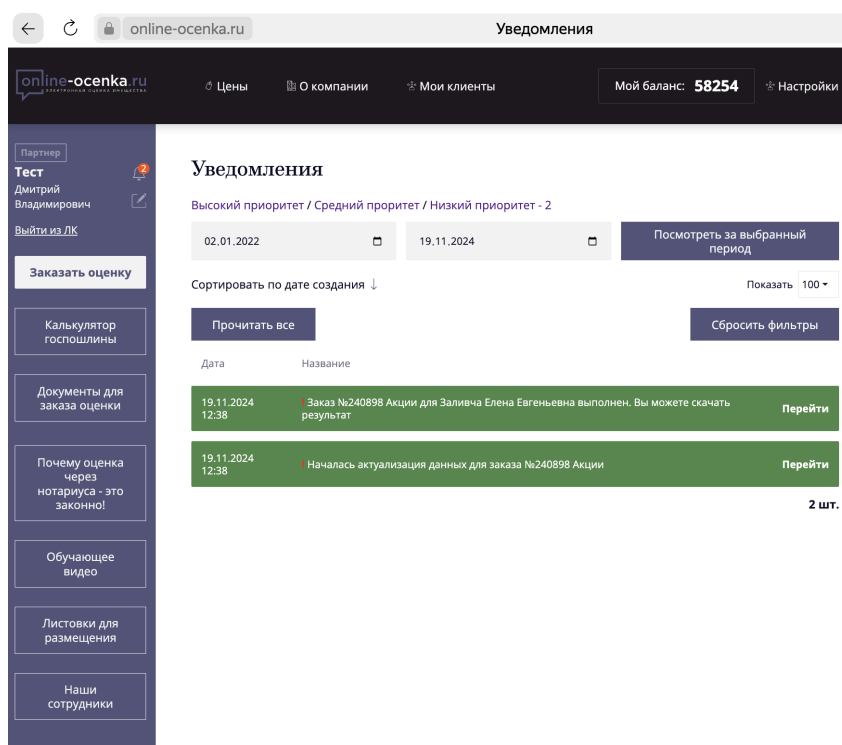 online-ocenka.ru
Уведомления
online-ocenka.ru
ЭЛЕКТРОННАЯ ОЦЕНКА ИМУЩЕСТВА
Цены
О компании
Мои клиенты
Мой баланс: 58254
Настройки
Партнер
Тест
2
Дмитрий
Владимирович
Выйти из ЛК
Заказать оценку
Калькулятор
госпошлины
Документы для
заказа оценки
Почему оценка
через
нотариуса - это
законно!
Обучающее
видео
Листовки для
размещения
Наши
сотрудники
Уведомления
Высокий приоритет / Средний проритет / Низкий приоритет - 2
02.01.2022
19.11.2024
Посмотреть за выбранный
период
Сортировать по дате создания ↓
Показать 100
Прочитать все
Сбросить фильтры
Дата
Название
19.11.2024
12:38
! Заказ №240898 Акции для Заливча Елена Евгеньевна выполнен. Вы можете скачать
результат
Перейти
19.11.2024
12:38
! Началась актуализация данных для заказа №240898 Акции
Перейти
2 шт.